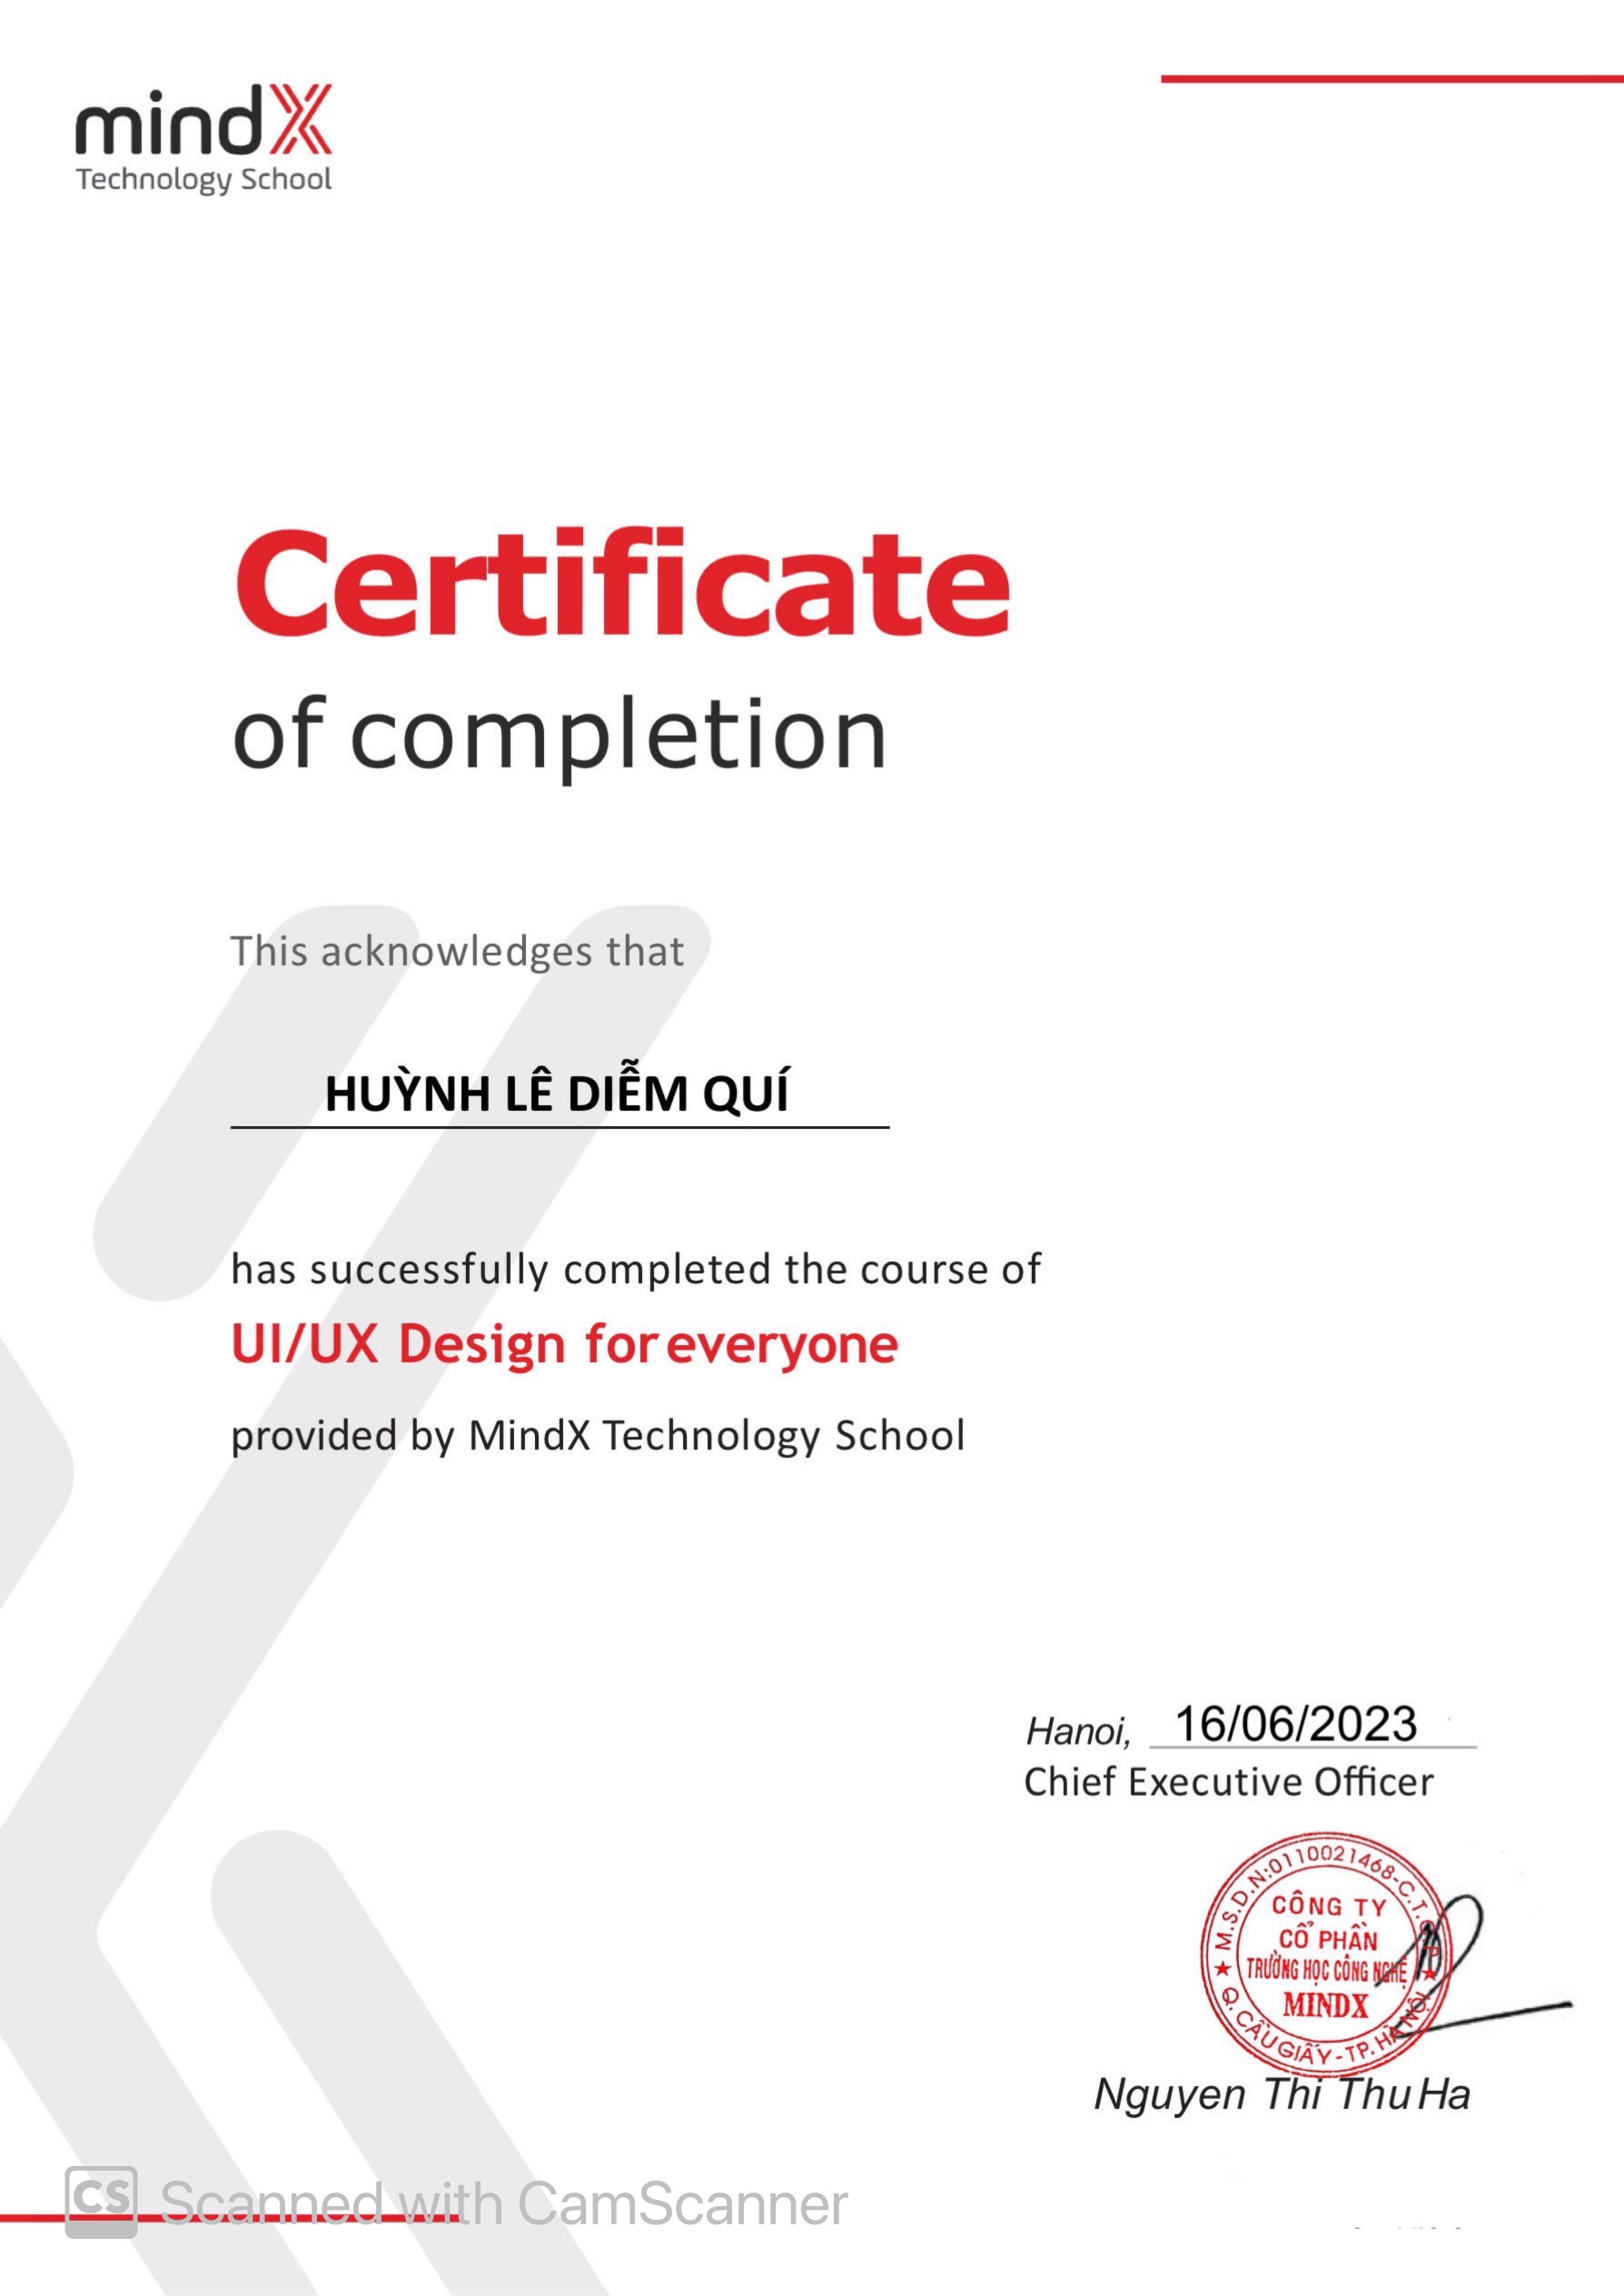 mindX
Technology School
Certificate
of completion
This acknowledges that
HUỲNH LÊ DIỄM QUÍ
has successfully completed the course of
UI/UX Design for everyone
provided by MindX Technology School
Hanoi, 16/06/2023
Chief Executive Officer
M.S.D.N:0110021468-C.T.C.P
CÔNG TY
CỔ PHẦN
TRƯỜNG HỌC CÔNG NGHỆ
MINDX
Q. CẦU GIẤY - TP. HÀ NỘI
Nguyen Thi Thu Ha
CS Scanned with CamScanner